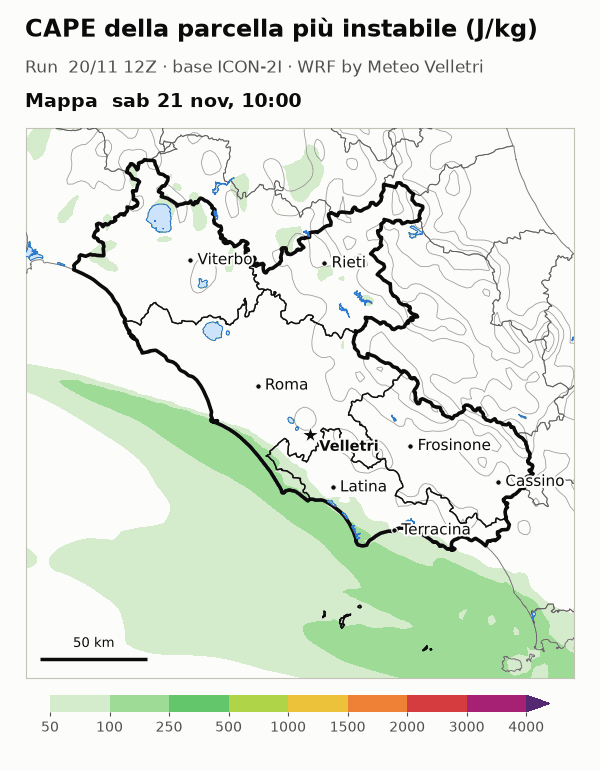 CAPE della parcella più instabile (J/kg)
Run  20/11 12Z · base ICON-2I · WRF by Meteo Velletri
Mappa  sab 21 nov, 10:00
Viterbo
Rieti
Roma
Velletri
Frosinone
Latina
Cassino
Terracina
50 km
50 100 250 500 1000 1500 2000 3000 4000